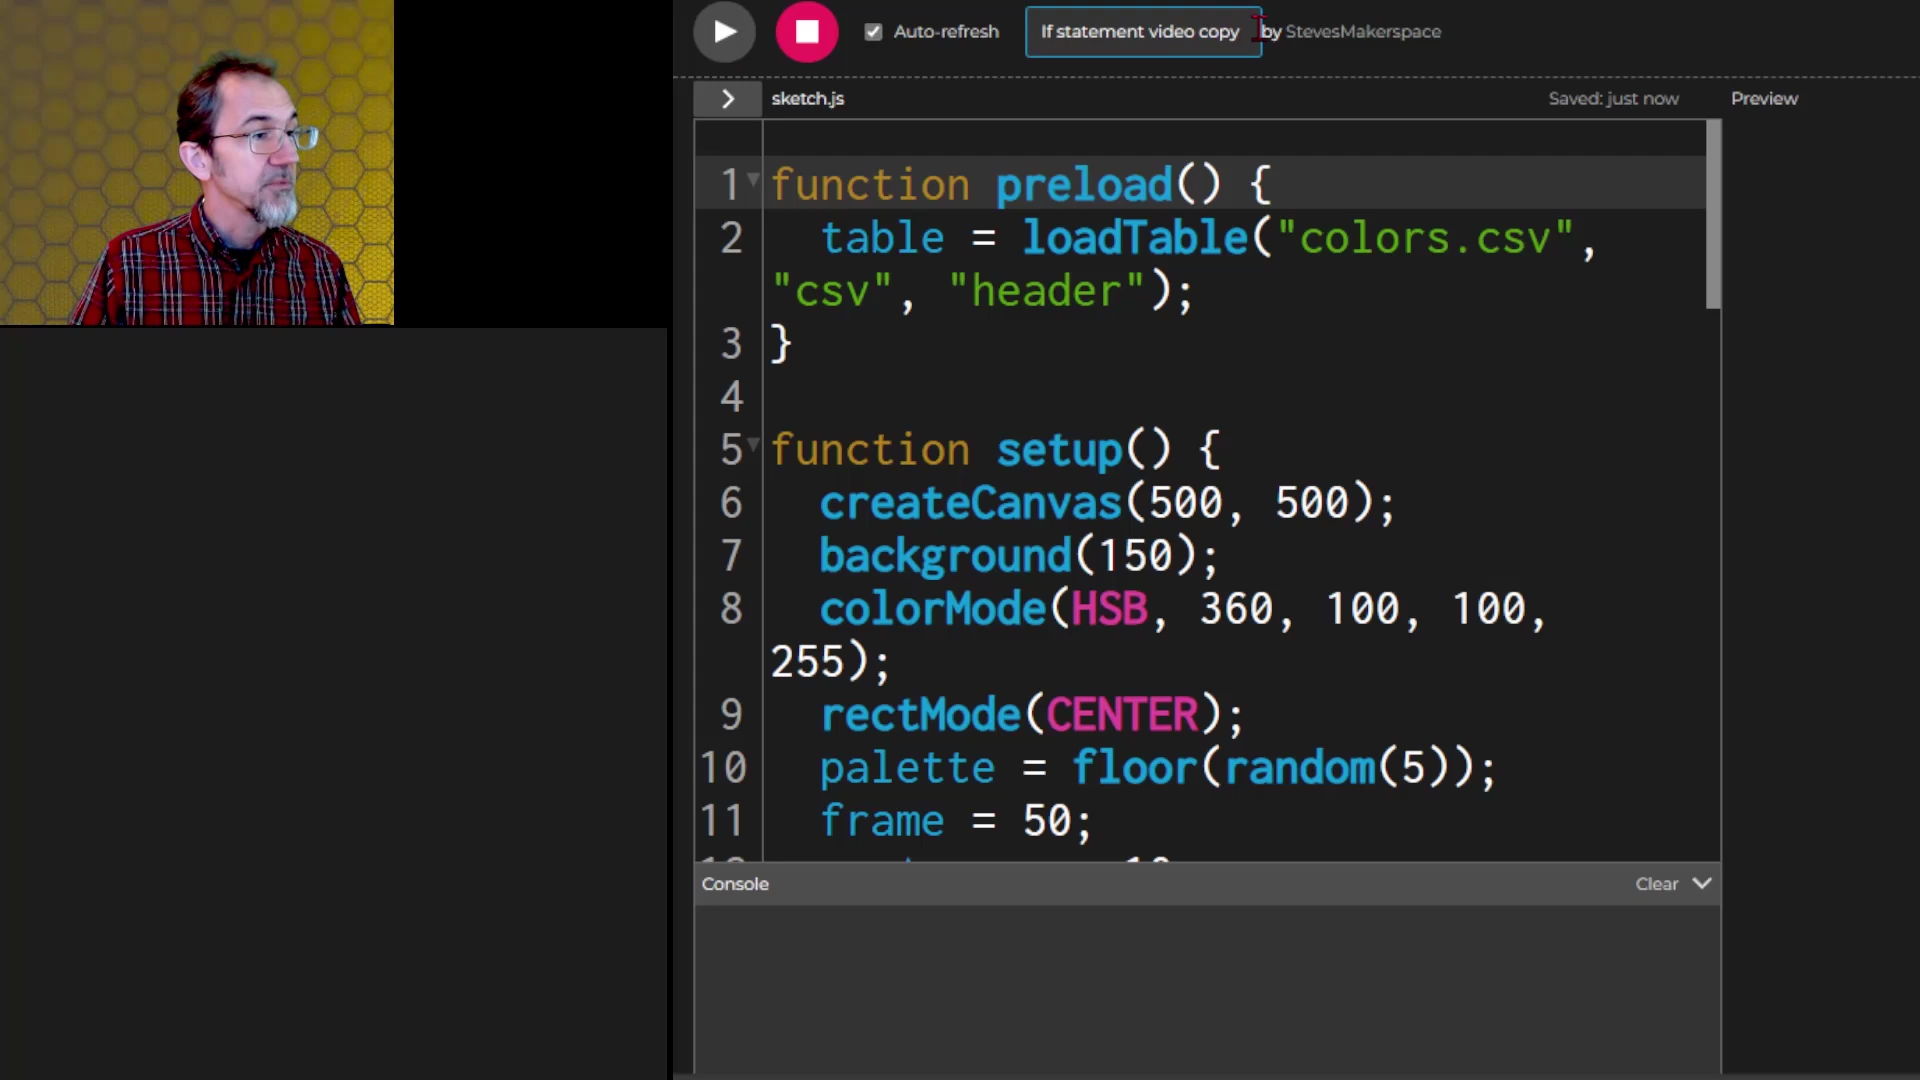 Auto-refresh If statement video copy by StevesMakerspace
sketch.js Saved: just now Preview
1 function preload() {
2 table = loadTable("colors.csv",
"csv", "header");
3 }
4
5 function setup() {
6 createCanvas(500, 500);
7 background(150);
8 colorMode(HSB, 360, 100, 100,
255);
9 rectMode(CENTER);
10 palette = floor(random(5));
11 frame = 50;
Console Clear